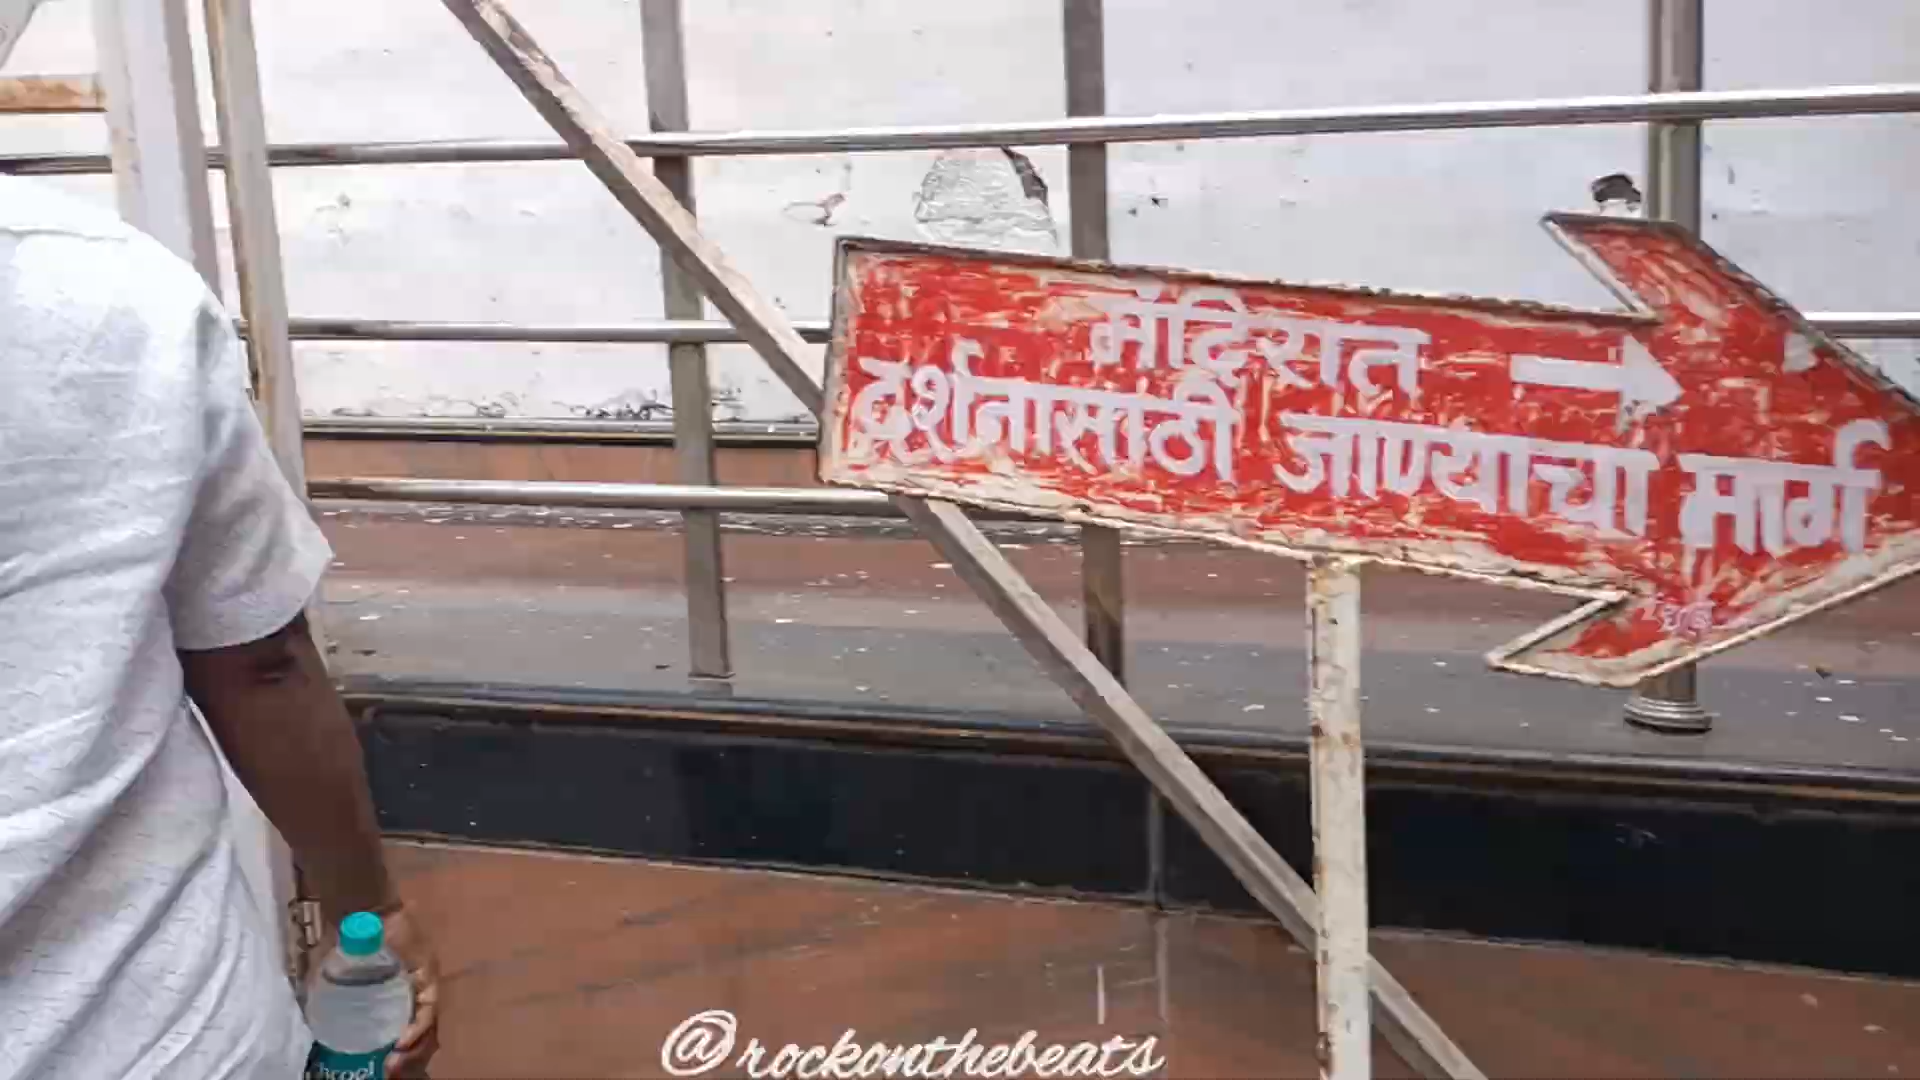 मंदिरात →
दर्शनासाठी जाण्याचा मार्ग
@rockonthebeats